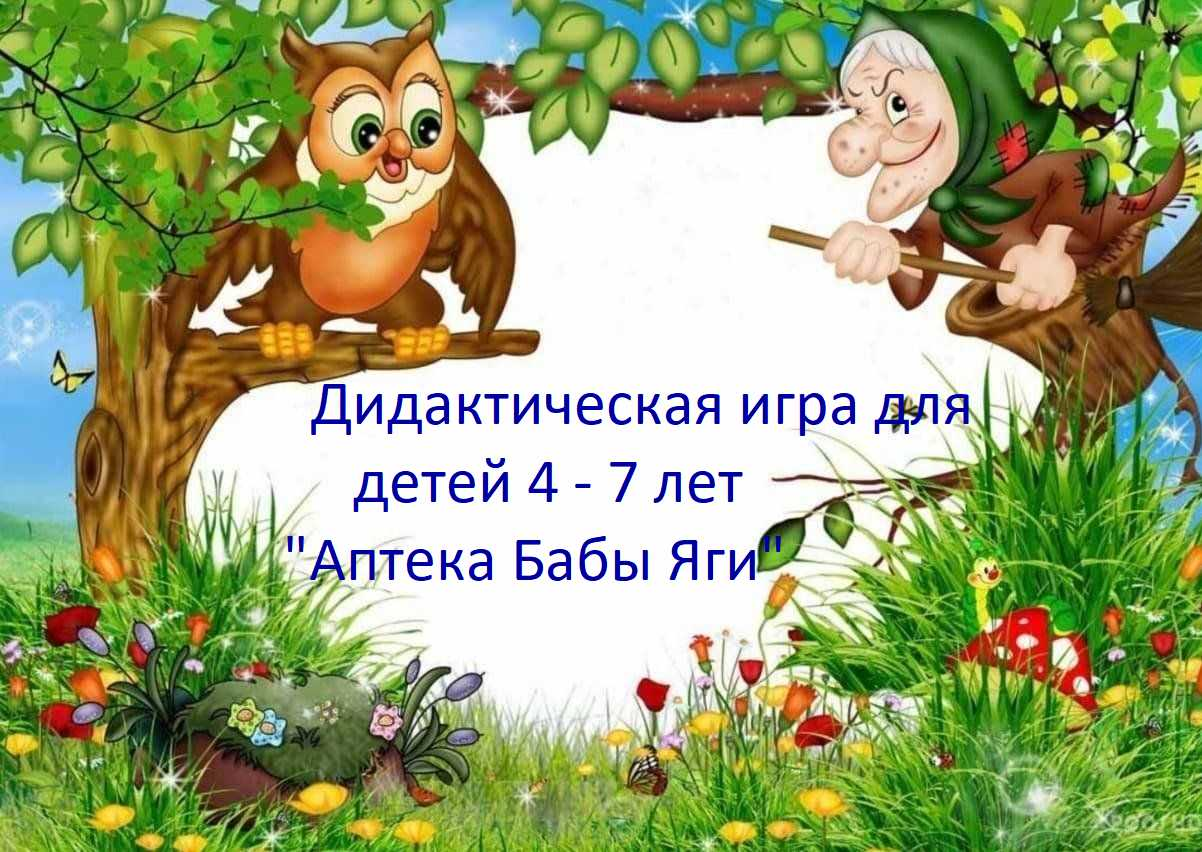 Дидактическая игра для
детей 4 - 7 лет
"Аптека Бабы Яги"